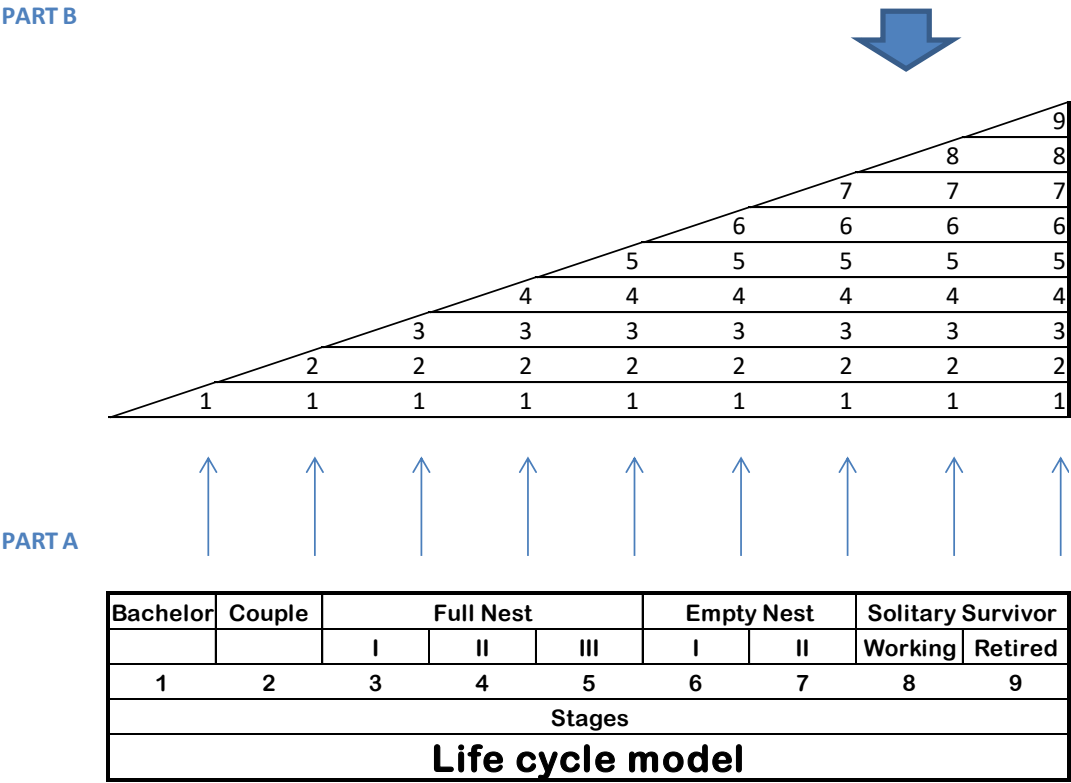 PART B
9
8 8
7 7 7
6 6 6 6
5 5 5 5 5
4 4 4 4 4 4
3 3 3 3 3 3 3
2 2 2 2 2 2 2 2
1 1 1 1 1 1 1 1 1
PART A
Bachelor Couple Full Nest Empty Nest Solitary Survivor
I II III I II Working Retired
1 2 3 4 5 6 7 8 9
Stages
Life cycle model